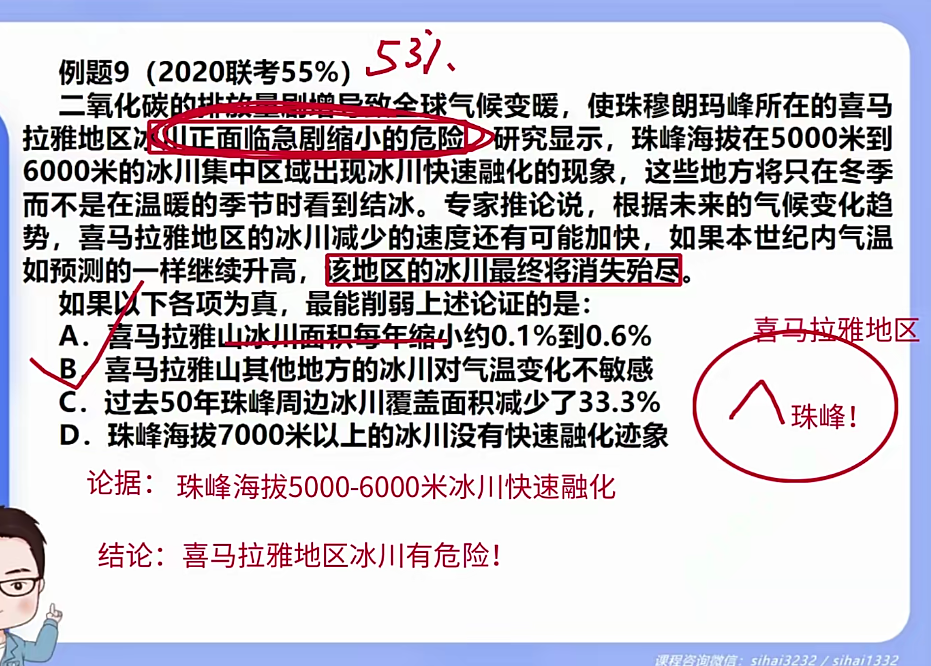 例题9（2020联考55%）
53%
二氧化碳的排放量剧增导致全球气候变暖，使珠穆朗玛峰所在的喜马
拉雅地区冰川正面临急剧缩小的危险。研究显示，珠峰海拔在5000米到
6000米的冰川集中区域出现冰川快速融化的现象，这些地方将只在冬季
而不是在温暖的季节时看到结冰。专家推论说，根据未来的气候变化趋
势，喜马拉雅地区的冰川减少的速度还有可能加快，如果本世纪内气温
如预测的一样继续升高，该地区的冰川最终将消失殆尽。
如果以下各项为真，最能削弱上述论证的是：
A．喜马拉雅山冰川面积每年缩小约0.1%到0.6%
B．喜马拉雅山其他地方的冰川对气温变化不敏感
C．过去50年珠峰周边冰川覆盖面积减少了33.3%
D．珠峰海拔7000米以上的冰川没有快速融化迹象
喜马拉雅地区
珠峰！
论据：珠峰海拔5000-6000米冰川快速融化
结论：喜马拉雅地区冰川有危险！
课程咨询微信：sihai3232 / sihai1332